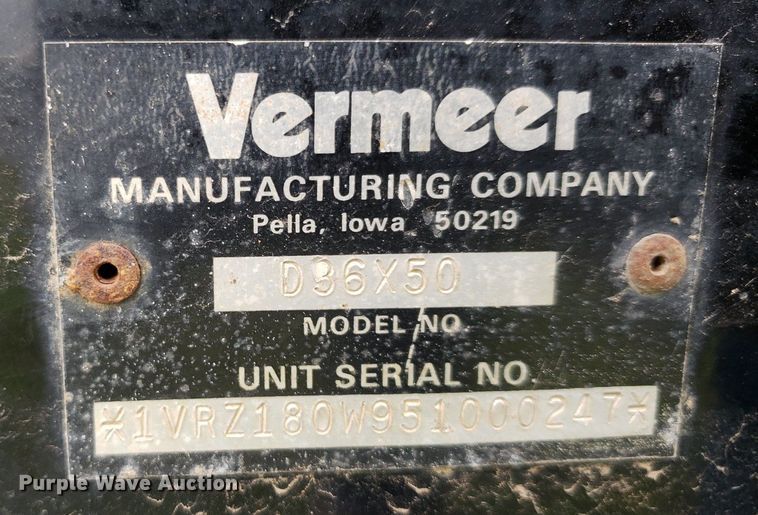 Vermeer
MANUFACTURING COMPANY
Pella, Iowa 50219
D36X50
MODEL NO.
UNIT SERIAL NO.
*1VRZ180W951000247*
Purple Wave Auction